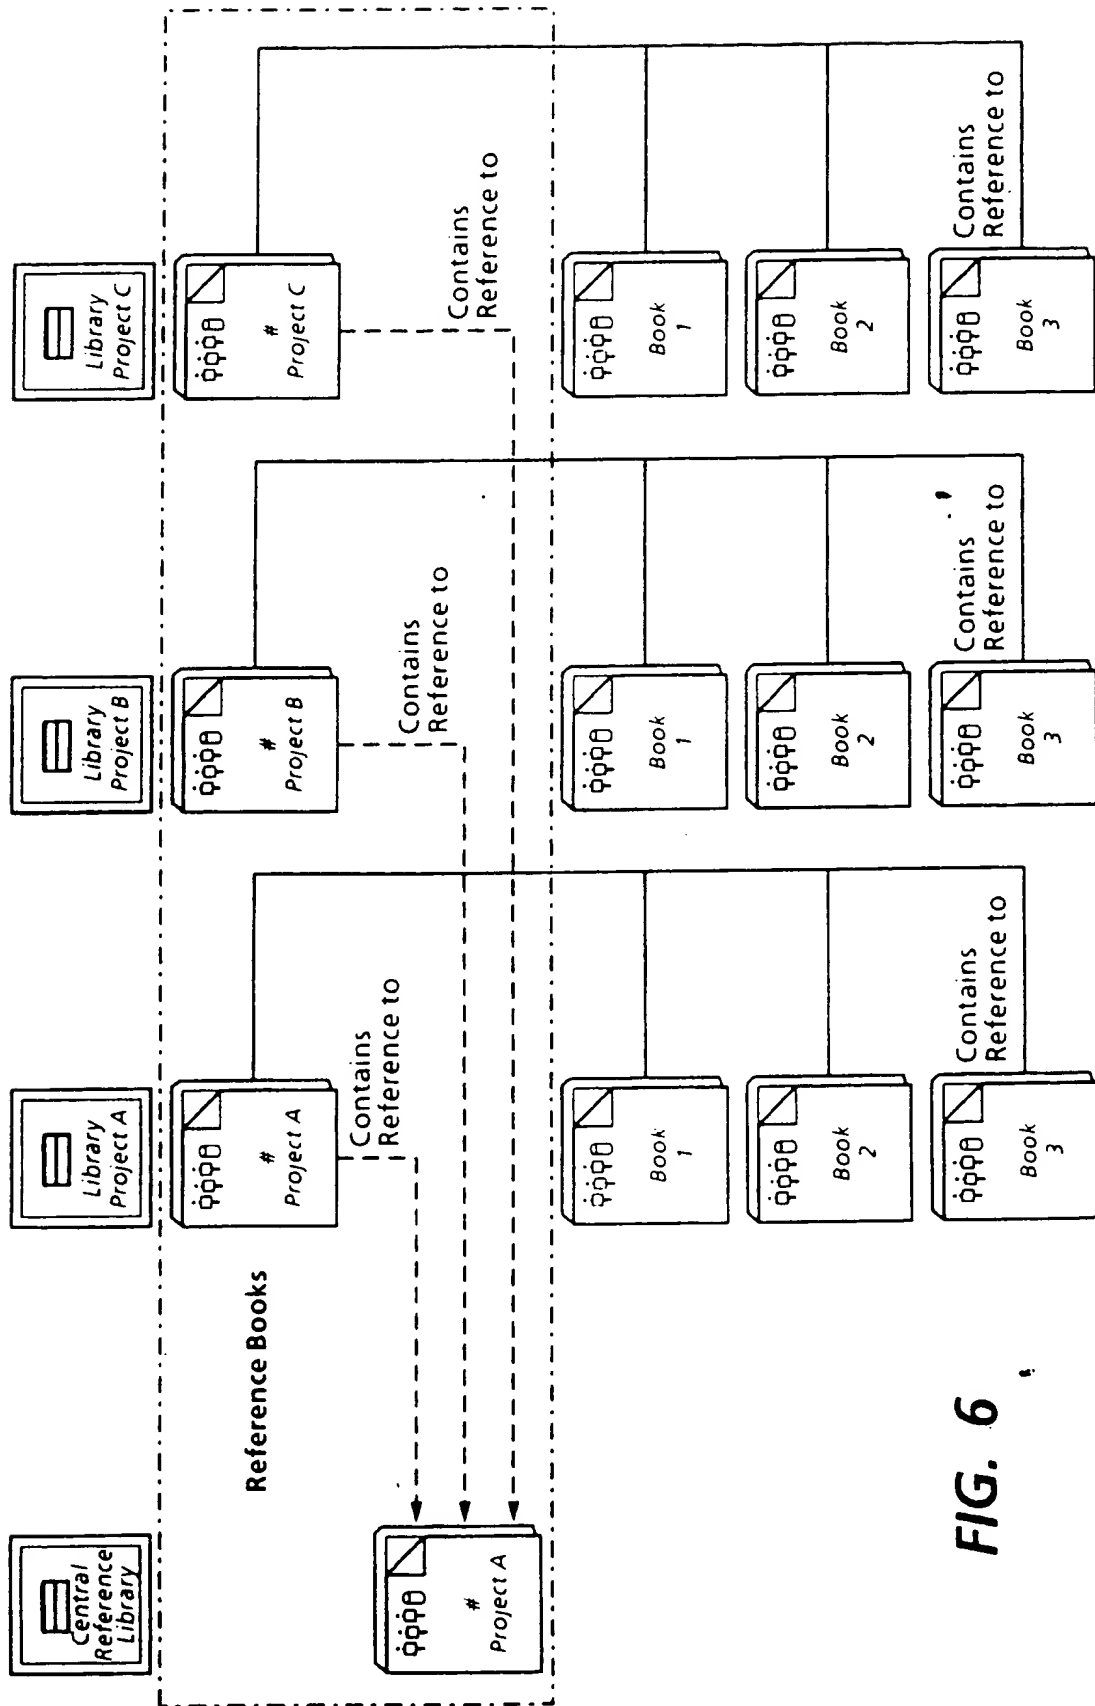 Central
Reference
Library
Library
Project A
Library
Project B
Library
Project C
Reference Books
#
Project A
#
Project B
#
Project C
Contains
Reference to
Contains
Reference to
Contains
Reference to
#
Project A
Book
1
Book
1
Book
1
Book
2
Book
2
Book
2
Contains
Reference to
Contains
Reference to
Contains
Reference to
Book
3
Book
3
Book
3
FIG. 6